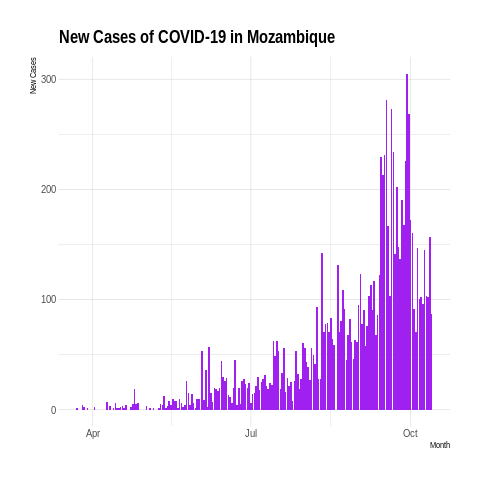 New Cases of COVID-19 in Mozambique
New Cases
300
200
100
0
Apr
Jul
Oct
Month